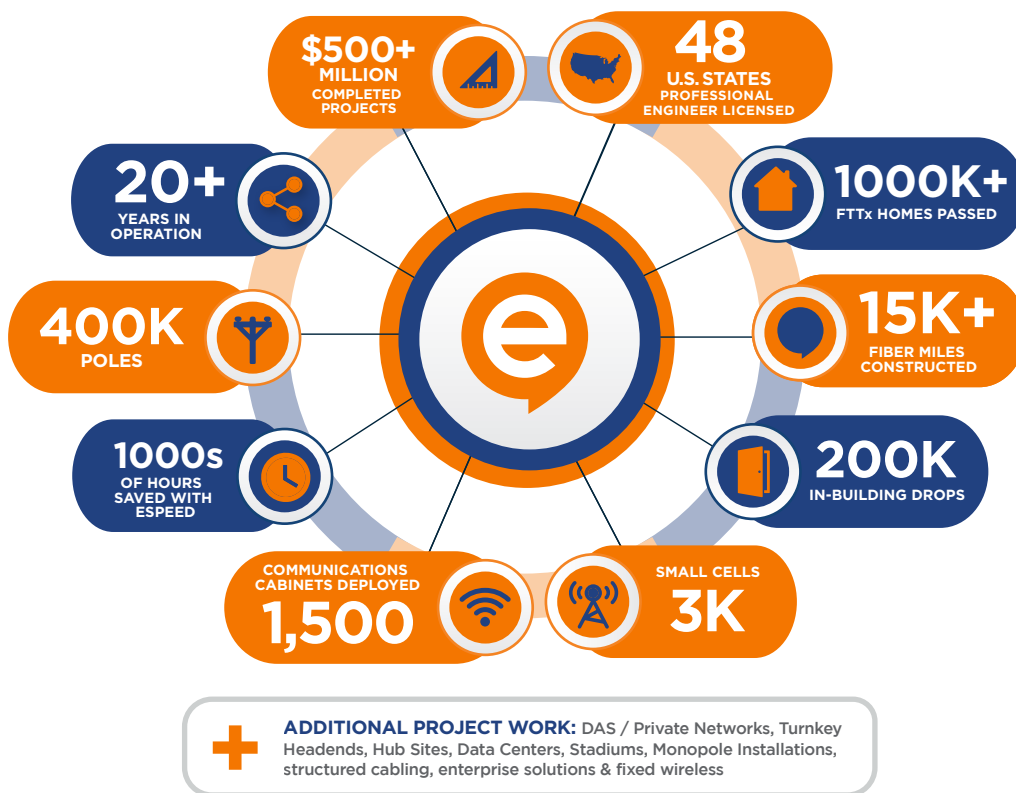 $500+
MILLION
COMPLETED
PROJECTS
48
U.S. STATES
PROFESSIONAL
ENGINEER LICENSED
20+
YEARS IN
OPERATION
1000K+
FTTx HOMES PASSED
400K
POLES
e
15K+
FIBER MILES
CONSTRUCTED
1000s
OF HOURS
SAVED WITH
ESPEED
200K
IN-BUILDING DROPS
COMMUNICATIONS
CABINETS DEPLOYED
1,500
SMALL CELLS
3K
ADDITIONAL PROJECT WORK: DAS / Private Networks, Turnkey
Headends, Hub Sites, Data Centers, Stadiums, Monopole Installations,
structured cabling, enterprise solutions & fixed wireless